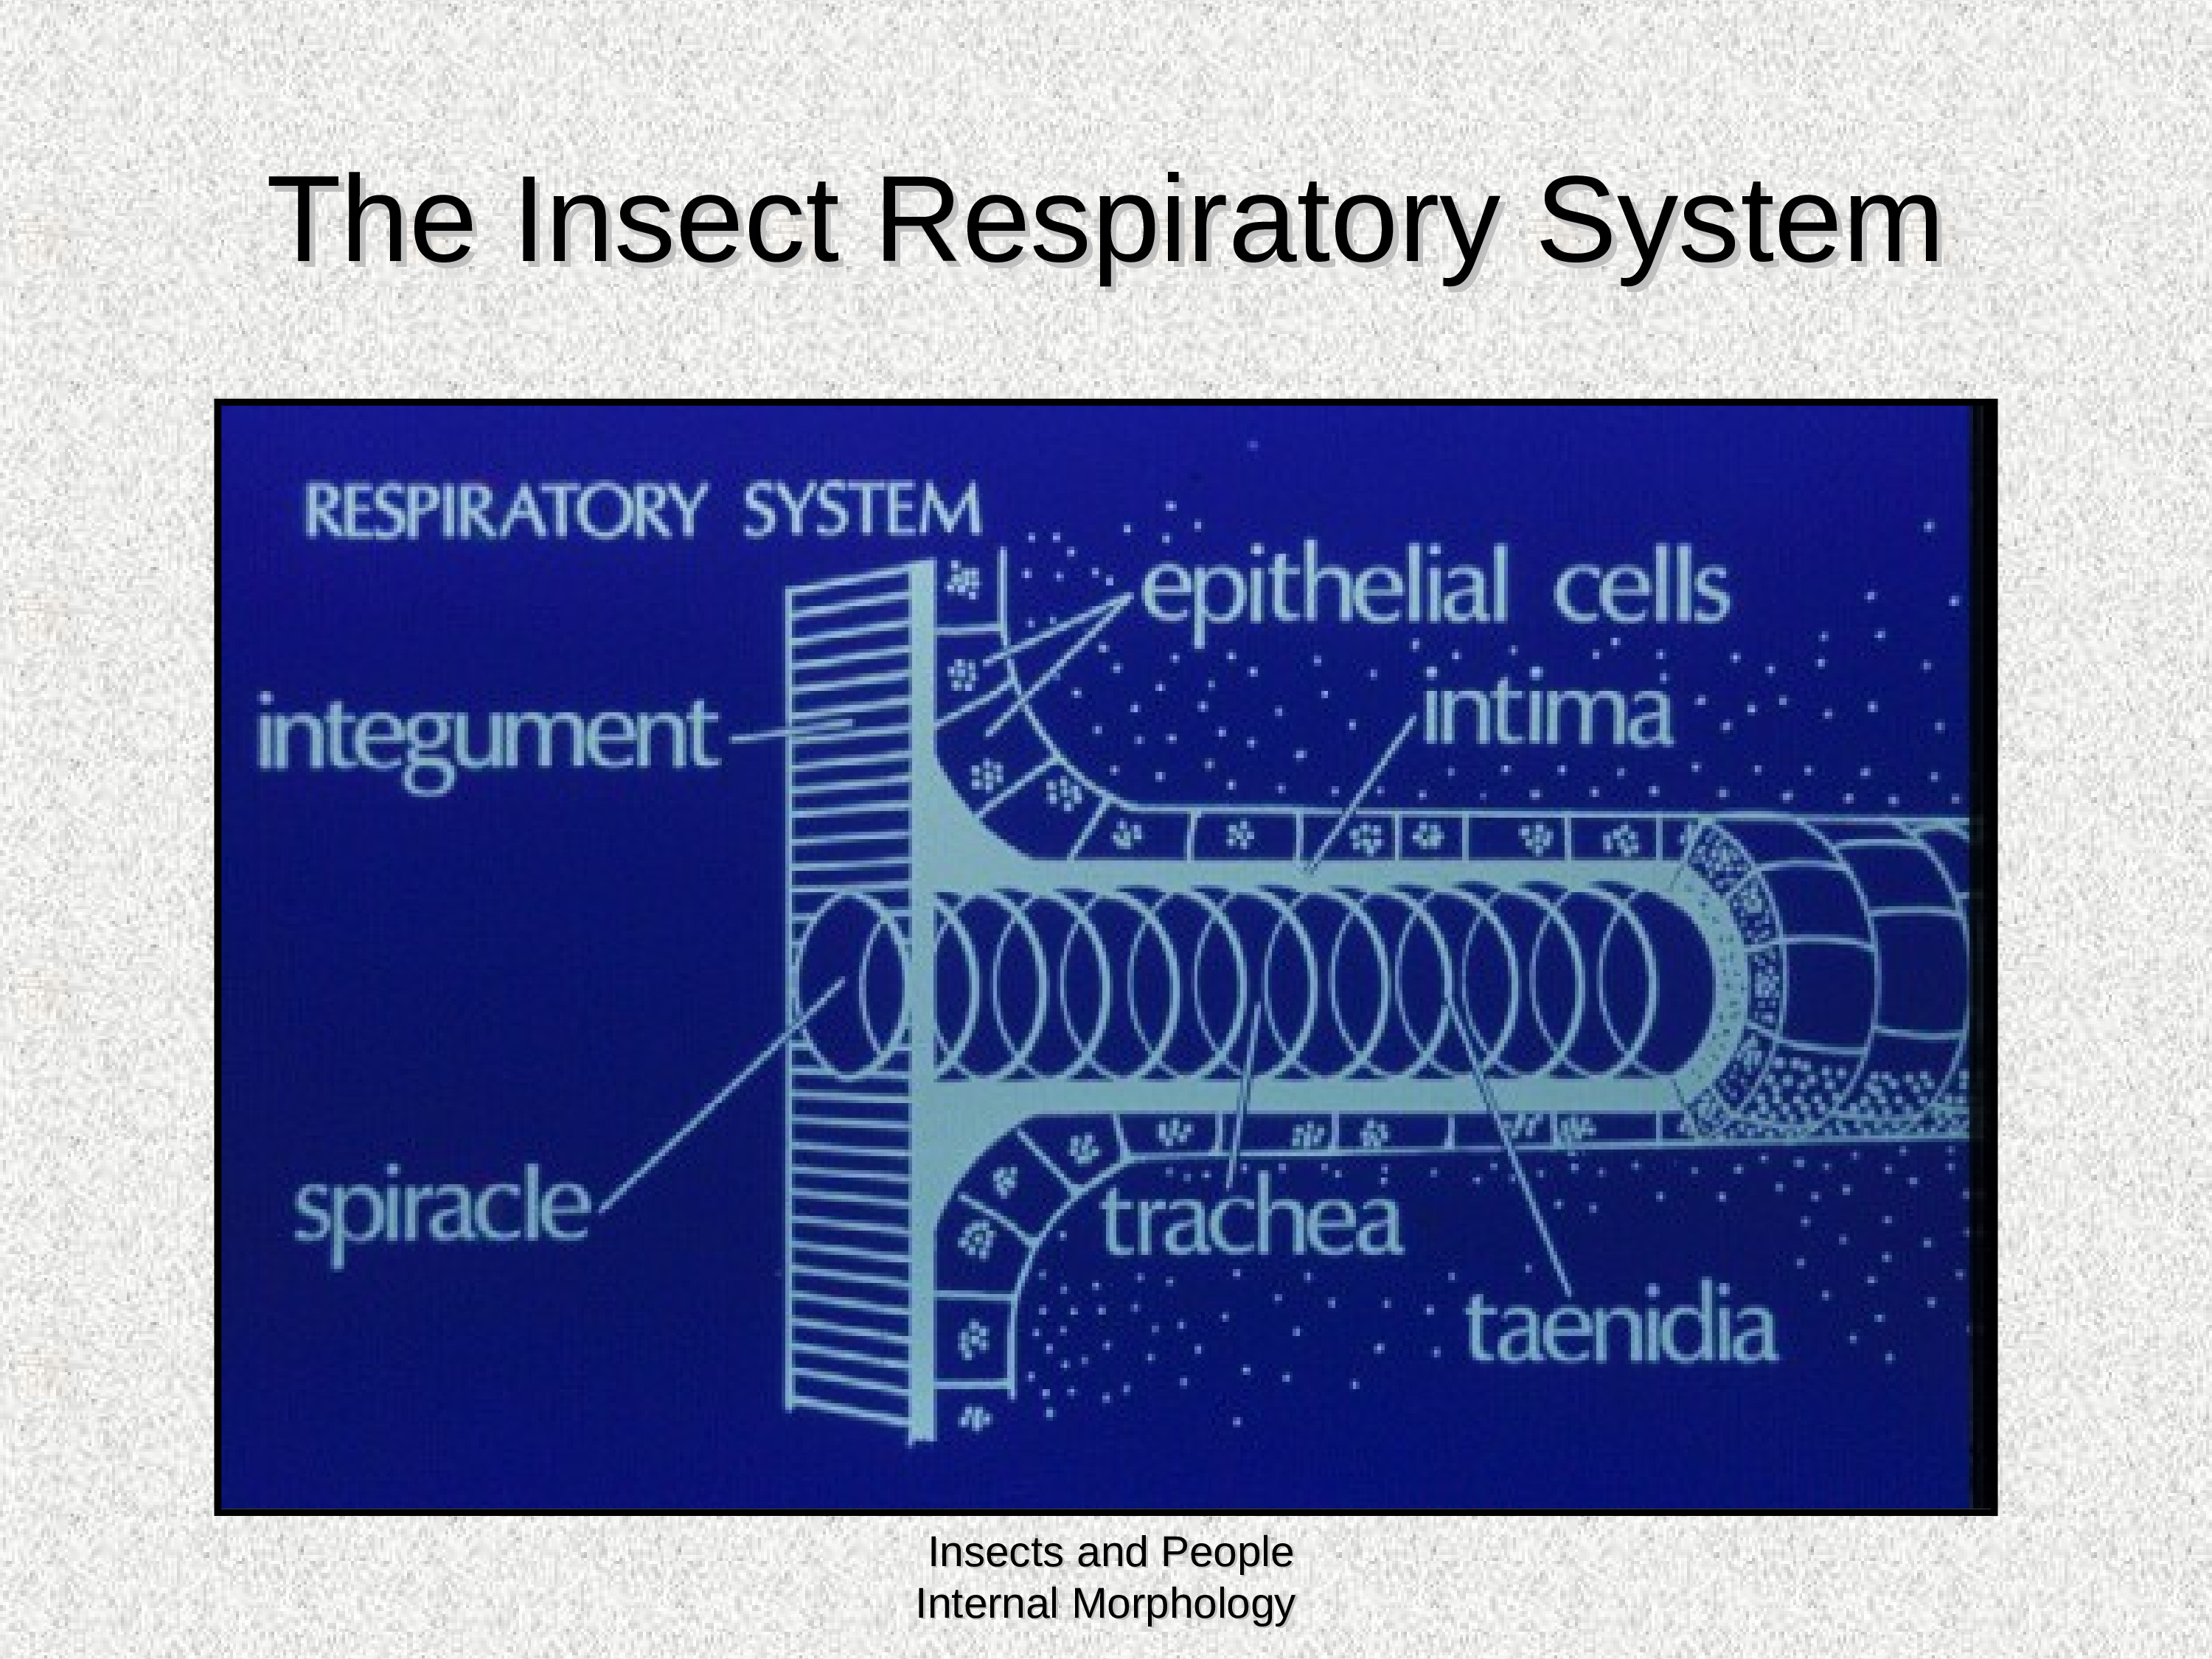 The Insect Respiratory System
RESPIRATORY SYSTEM
epithelial cells
intima
integument
spiracle
trachea
taenidia
Insects and People
Internal Morphology